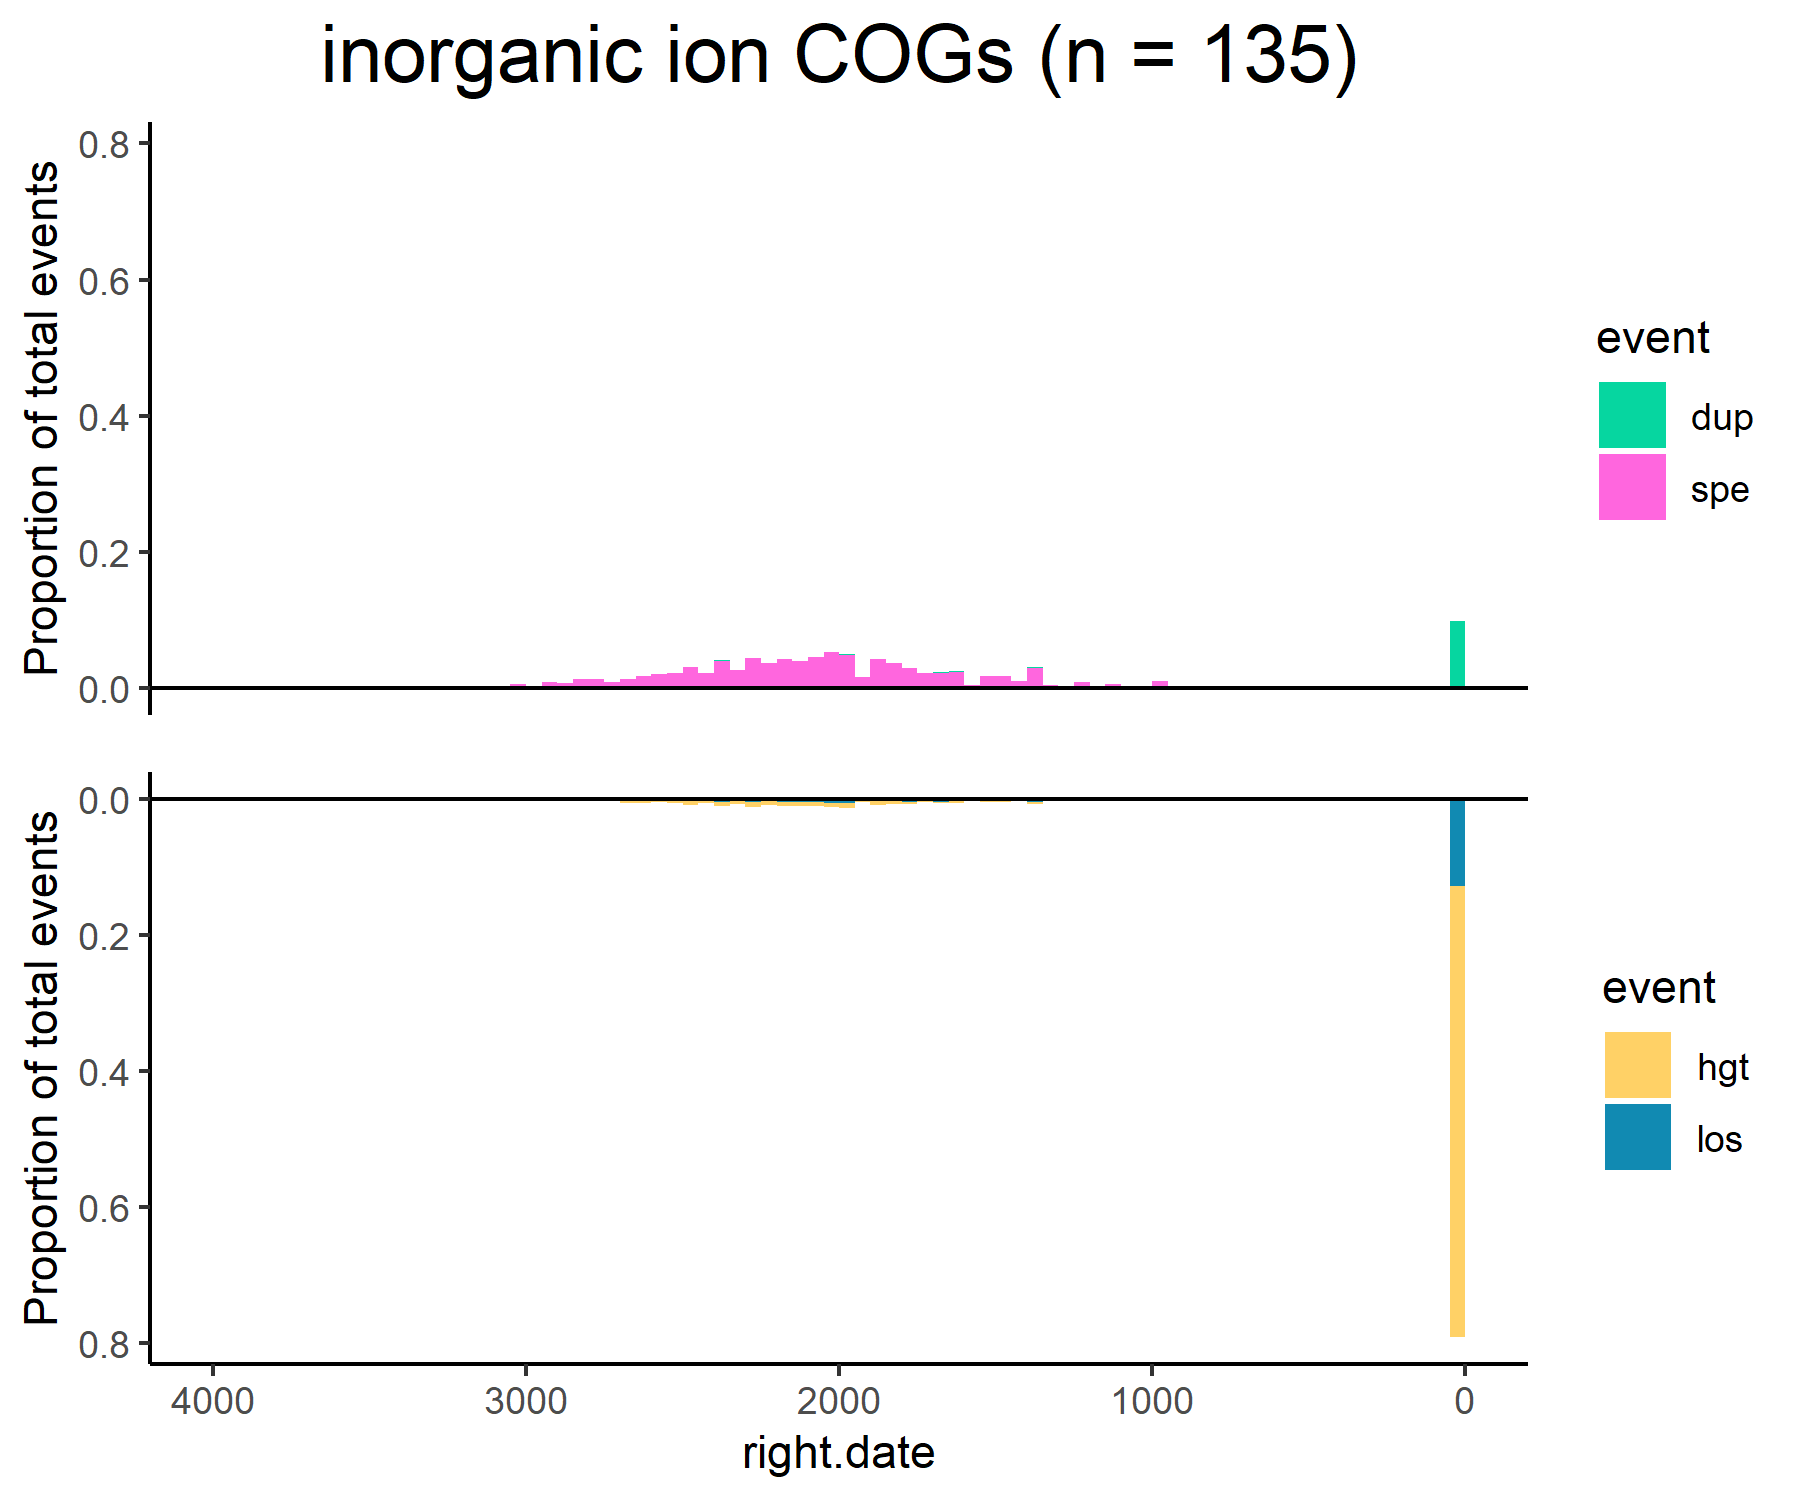 inorganic ion COGs (n = 135)
Proportion of total events
0.8
0.6
0.4
0.2
0.0
event
dup
spe
Proportion of total events
0.0
0.2
0.4
0.6
0.8
event
hgt
los
4000 3000 2000 1000 0
right.date